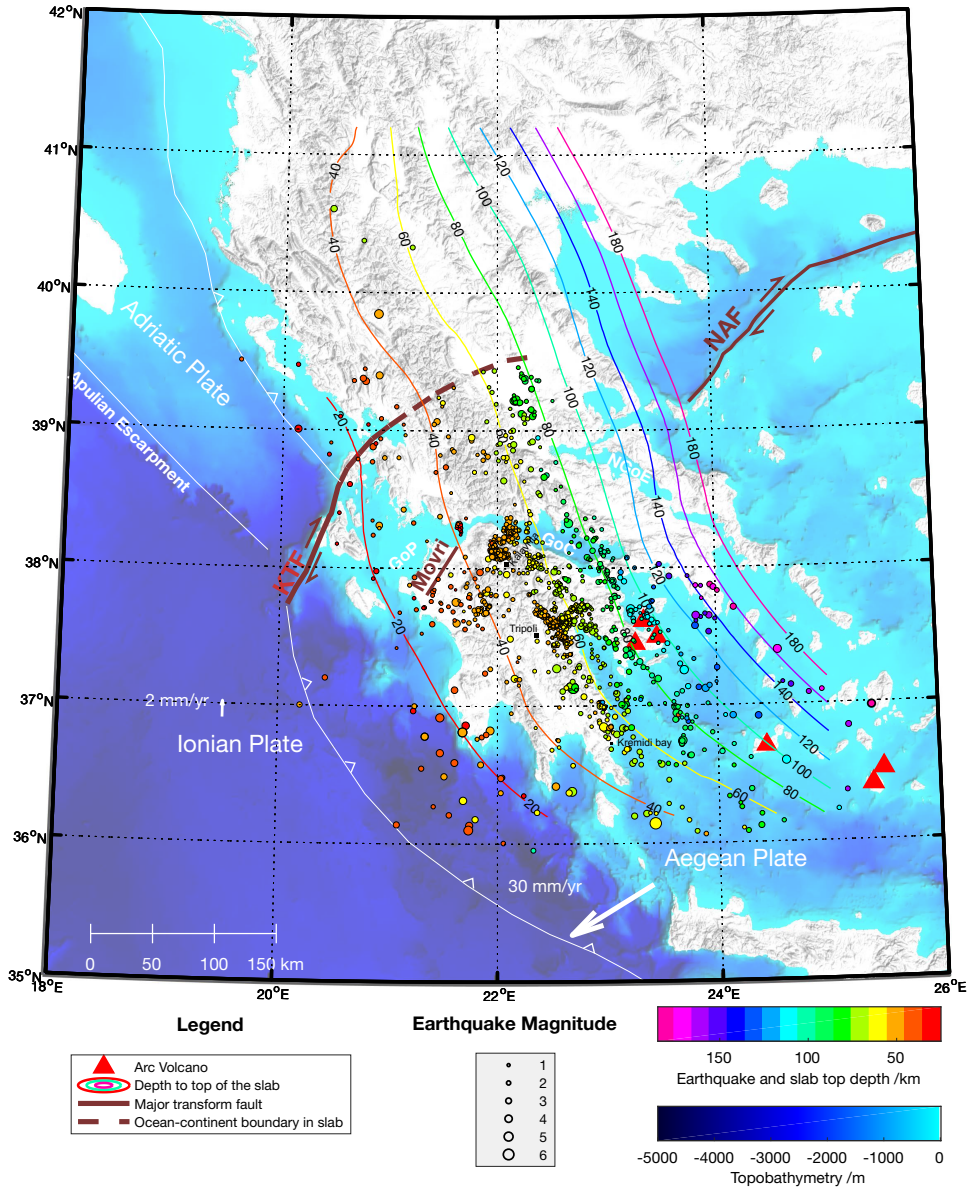 42°N
41°N
40°N
39°N
38°N
37°N
36°N
35°N
18°E
20°E
22°E
24°E
26°E
40
40
60
80
100
120
180
140
120
100
80
60
40
20
180
140
120
180
140
120
100
80
60
40
20
60
40
20
80
Adriatic Plate
Apulian Escarpment
NAF
KTF
GoP
Movri
GoC
Tripoli
Kremidi bay
2 mm/yr
Ionian Plate
Aegean Plate
30 mm/yr
0 50 100 150 km
Legend
Arc Volcano
Depth to top of the slab
Major transform fault
Ocean-continent boundary in slab
Earthquake Magnitude
1
2
3
4
5
6
150 100 50
Earthquake and slab top depth /km
-5000 -4000 -3000 -2000 -1000 0
Topobathymetry /m